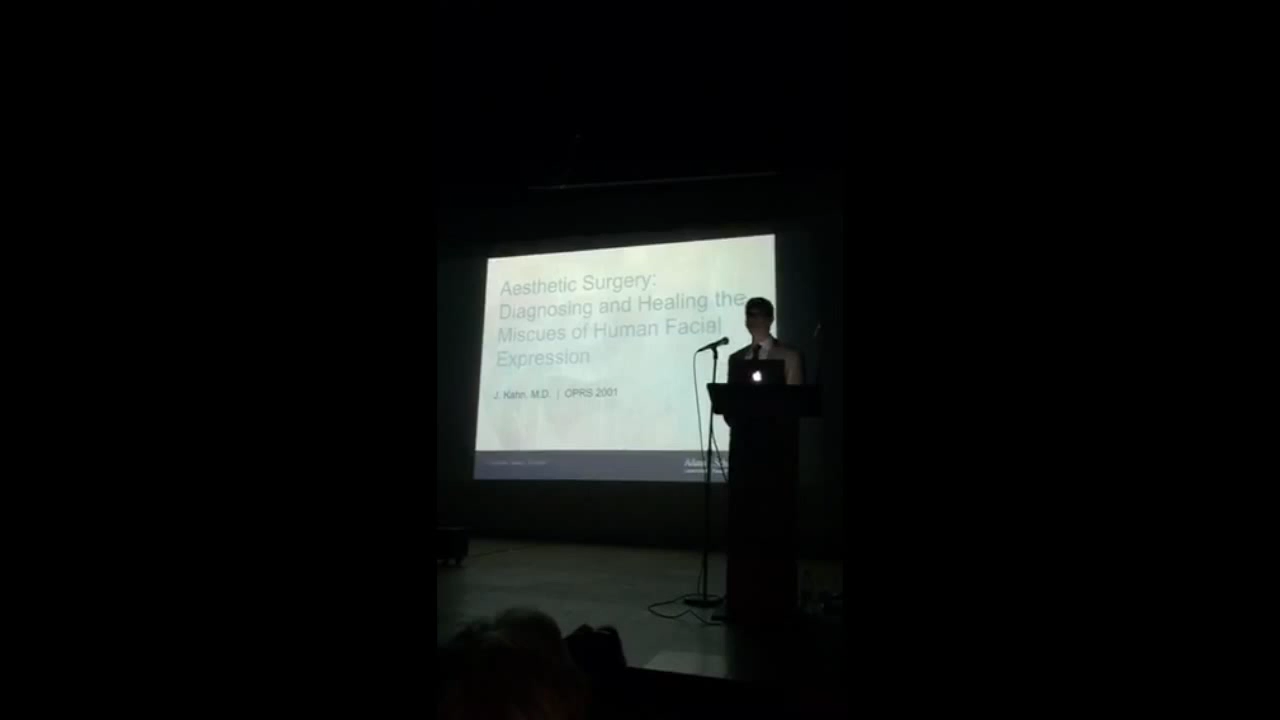 Aesthetic Surgery:
Diagnosing and Healing the
Miscues of Human Facial
Expression
J. Kahn, M.D. | OPRS 2001